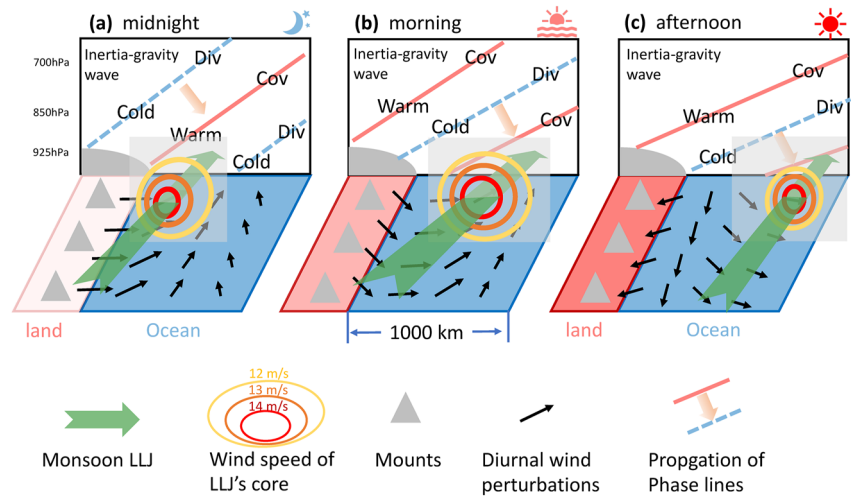 (a) midnight
Inertia-gravity
wave
Div
Cov
Cold
Warm
Div
Cold
700hPa
850hPa
925hPa
land
Ocean
(b) morning
Inertia-gravity
wave
Cov
Div
Warm
Cold
Cov
1000 km
(c) afternoon
Inertia-gravity
wave
Cov
Warm
Div
Cold
land
Ocean
12 m/s
13 m/s
14 m/s
Monsoon LLJ
Wind speed of
LLJ's core
Mounts
Diurnal wind
perturbations
Propgation of
Phase lines